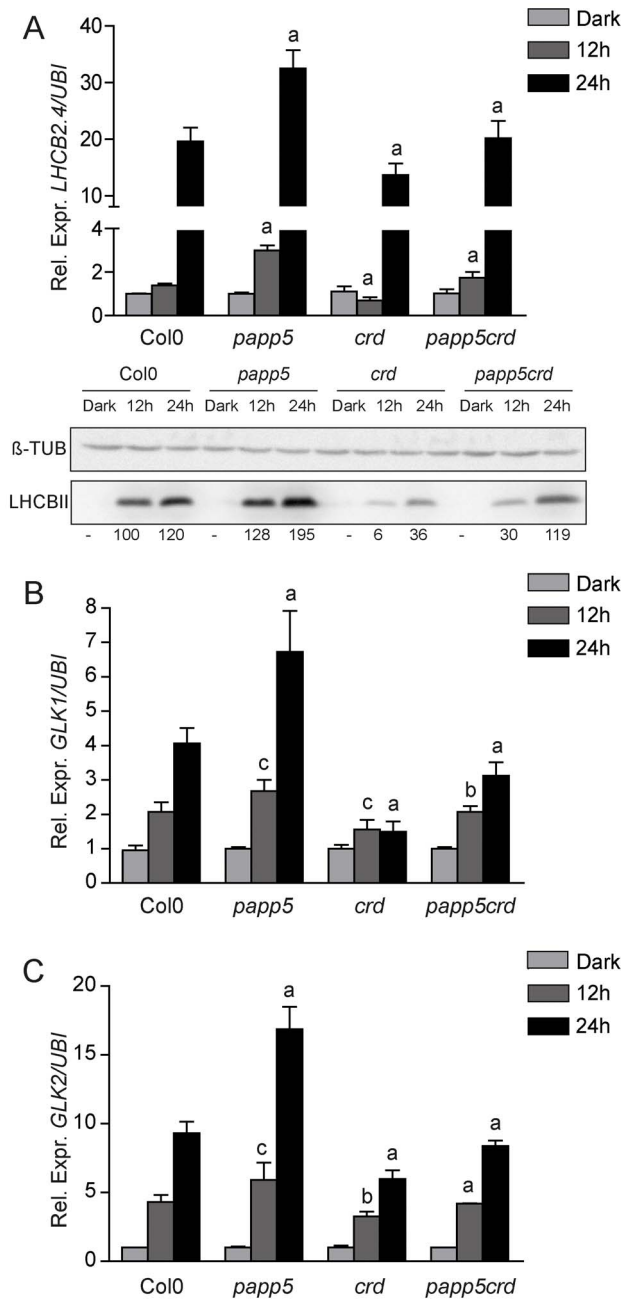 A
Dark
12h
24h
Rel. Expr. LHCB2.4/UBI
40
30
20
10
4
2
0
a
a
a
a
a
a
Col0 papp5 crd papp5crd
Col0 papp5 crd papp5crd
Dark 12h 24h Dark 12h 24h Dark 12h 24h Dark 12h 24h
ß-TUB
LHCBII
- 100 120 - 128 195 - 6 36 - 30 119
B
Dark
12h
24h
Rel. Expr. GLK1/UBI
8
7
6
5
4
3
2
1
0
c a c a b a
Col0 papp5 crd papp5crd
C
Dark
12h
24h
Rel. Expr. GLK2/UBI
20
15
10
5
0
c a b a a a
Col0 papp5 crd papp5crd